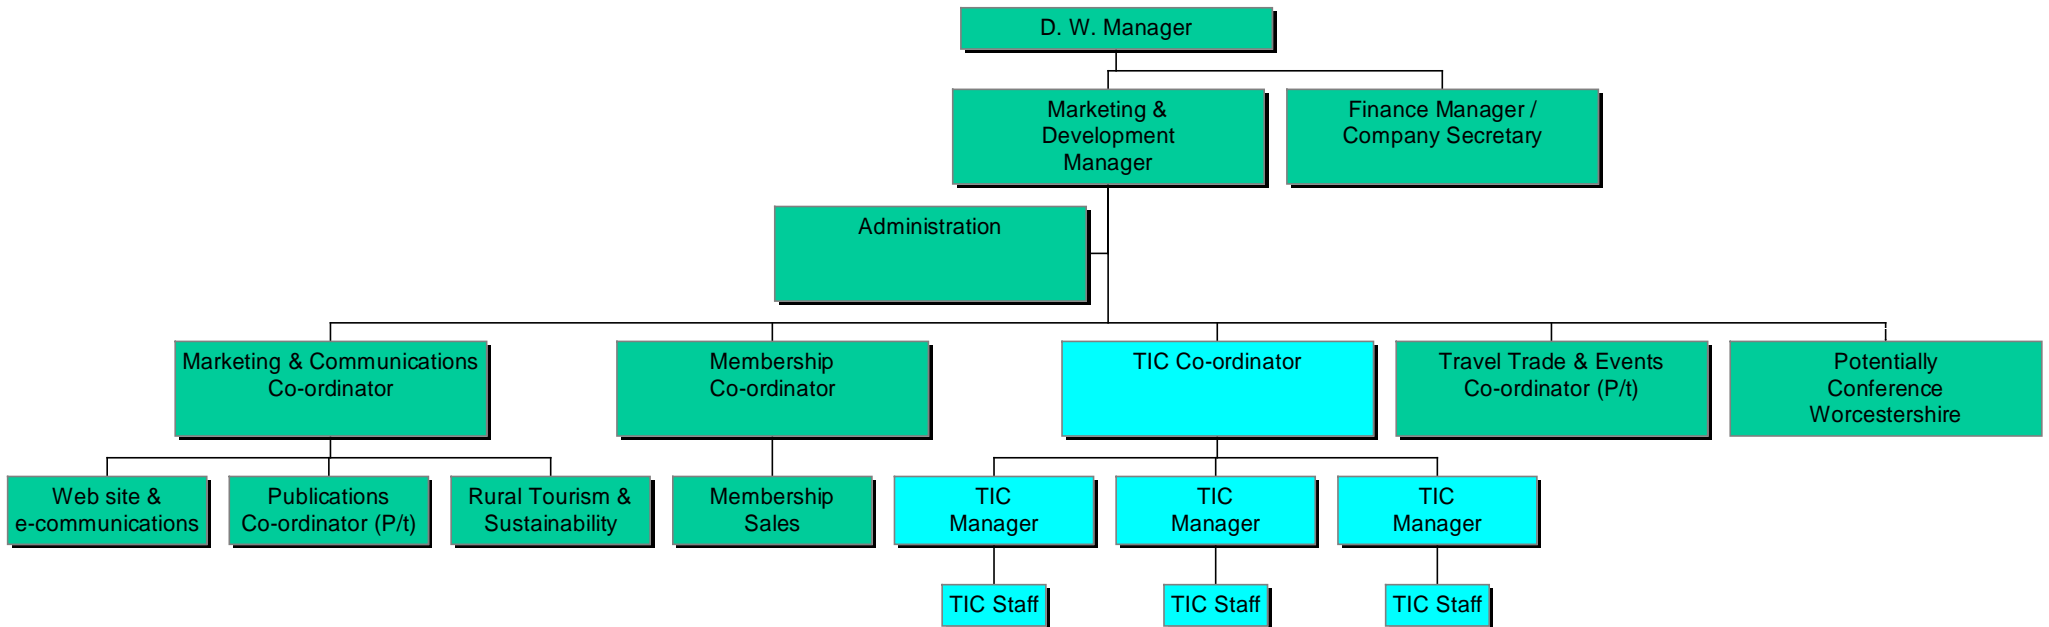 D. W. Manager
Marketing &
Development
Manager
Finance Manager /
Company Secretary
Administration
Marketing & Communications
Co-ordinator
Membership
Co-ordinator
TIC Co-ordinator
Travel Trade & Events
Co-ordinator (P/t)
Potentially
Conference
Worcestershire
Web site &
e-communications
Publications
Co-ordinator (P/t)
Rural Tourism &
Sustainability
Membership
Sales
TIC
Manager
TIC
Manager
TIC
Manager
TIC Staff
TIC Staff
TIC Staff